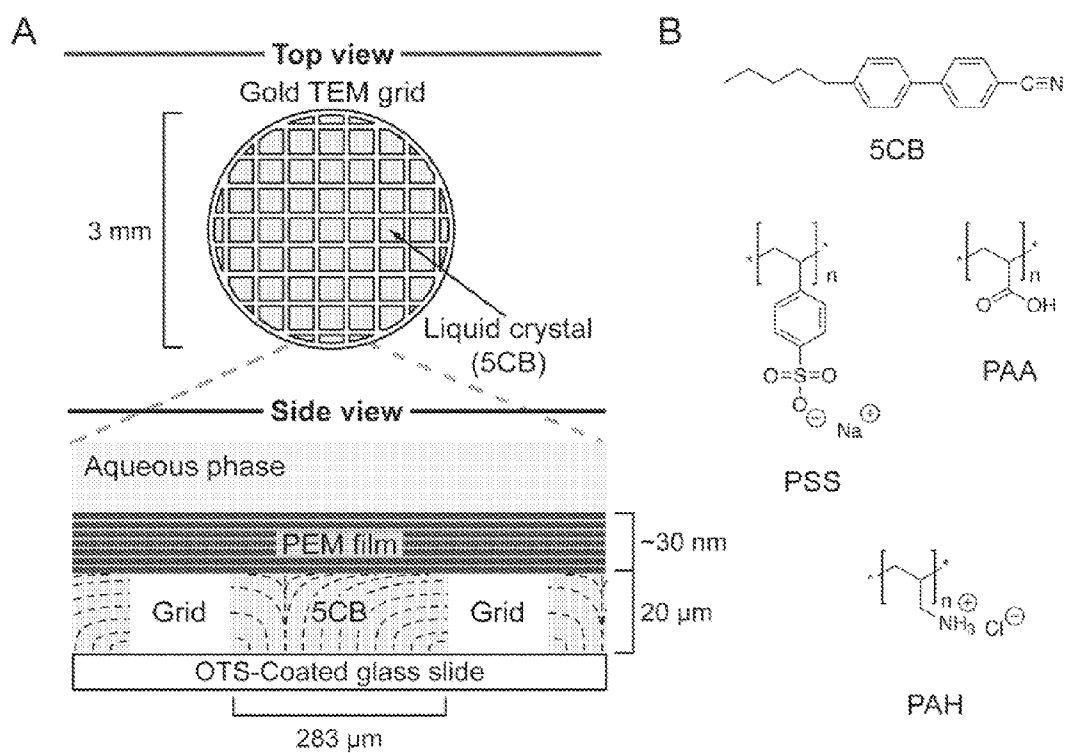 A
Top view
Gold TEM grid
3 mm
Liquid crystal
(5CB)
Side view
Aqueous phase
PEM film
~30 nm
Grid
5CB
Grid
20 µm
OTS-Coated glass slide
283 µm
B
C≡N
5CB
* [ ]n *
O=S=O
O⊖ Na⊕
PSS
* [ ]n *
O OH
PAA
* [ ]n *
NH3⊕ Cl⊖
PAH